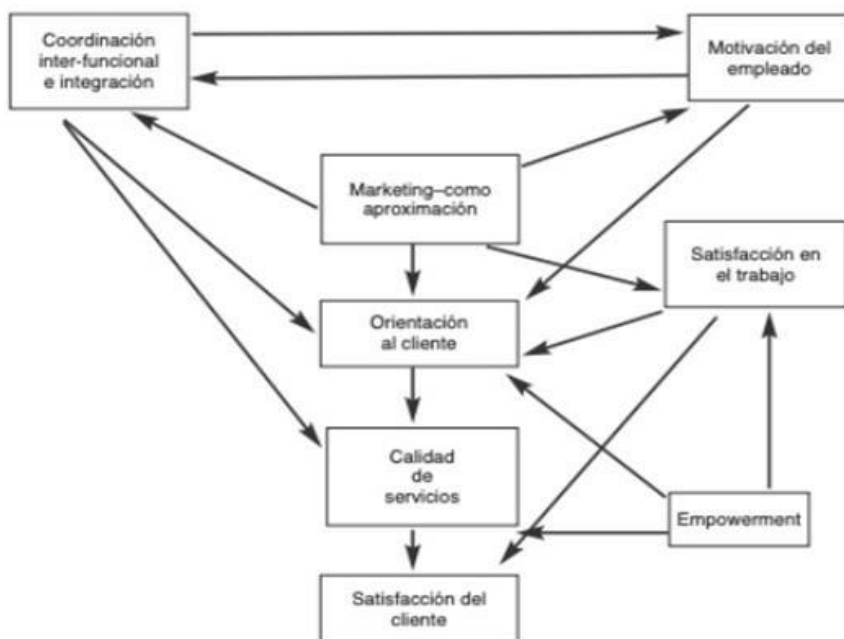 Coordinación
inter-funcional
e integración
Motivación del
empleado
Marketing–como
aproximación
Satisfacción en
el trabajo
Orientación
al cliente
Calidad
de
servicios
Empowerment
Satisfacción del
cliente